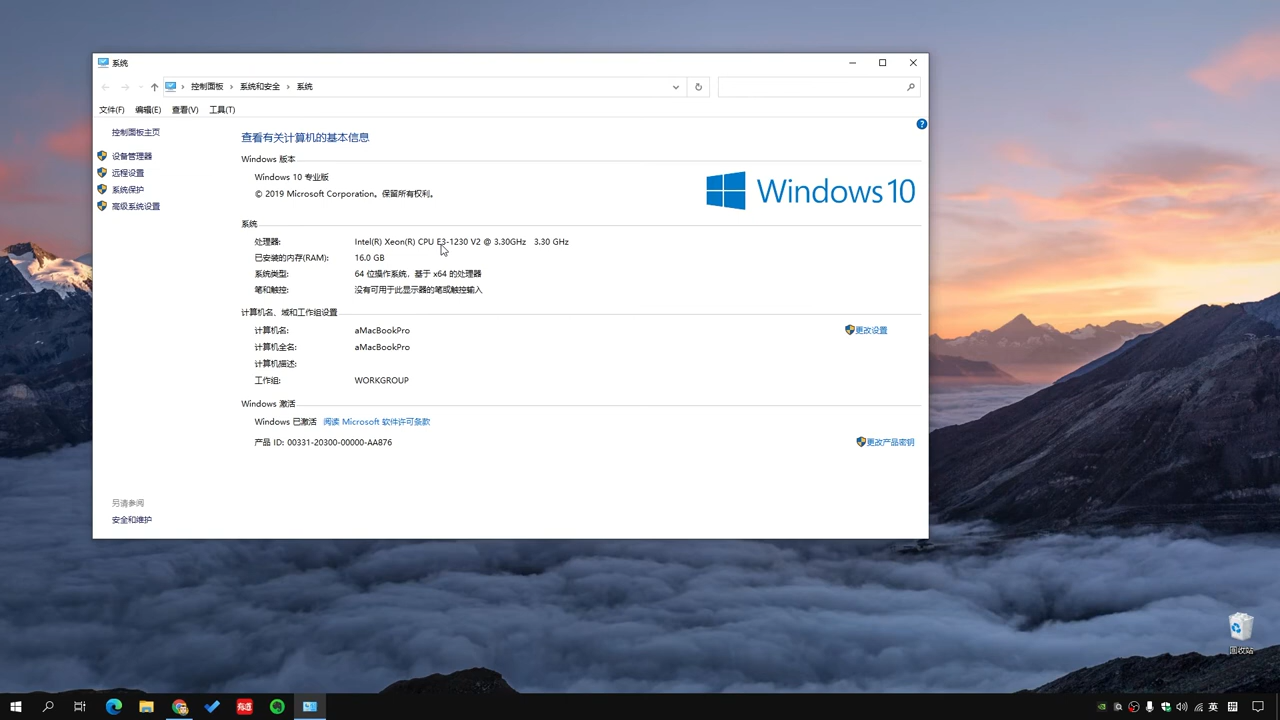 系统
控制面板 › 系统和安全 › 系统
文件(F) 编辑(E) 查看(V) 工具(T)
控制面板主页
设备管理器
远程设置
系统保护
高级系统设置
查看有关计算机的基本信息
Windows 版本
Windows 10 专业版
© 2019 Microsoft Corporation。保留所有权利。
Windows 10
系统
处理器: Intel(R) Xeon(R) CPU E3-1230 V2 @ 3.30GHz 3.30 GHz
已安装的内存(RAM): 16.0 GB
系统类型: 64 位操作系统，基于 x64 的处理器
笔和触控: 没有可用于此显示器的笔或触控输入
计算机名、域和工作组设置
计算机名: aMacBookPro
更改设置
计算机全名: aMacBookPro
计算机描述:
工作组: WORKGROUP
Windows 激活
Windows 已激活 阅读 Microsoft 软件许可条款
产品 ID: 00331-20300-00000-AA876
更改产品密钥
另请参阅
安全和维护
回收站
有道
英
拼